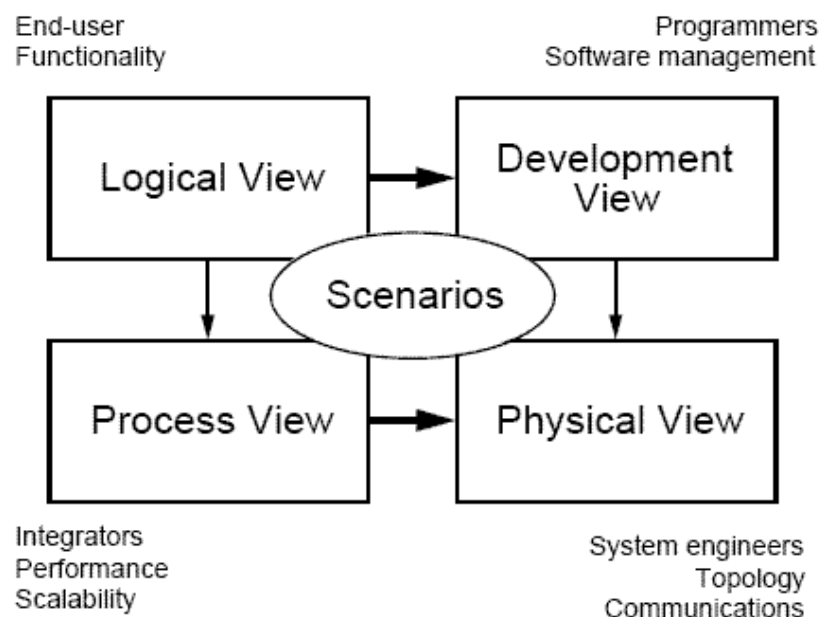 End-user
Functionality
Programmers
Software management
Logical View
Development
View
Scenarios
Process View
Physical View
Integrators
Performance
Scalability
System engineers
Topology
Communications